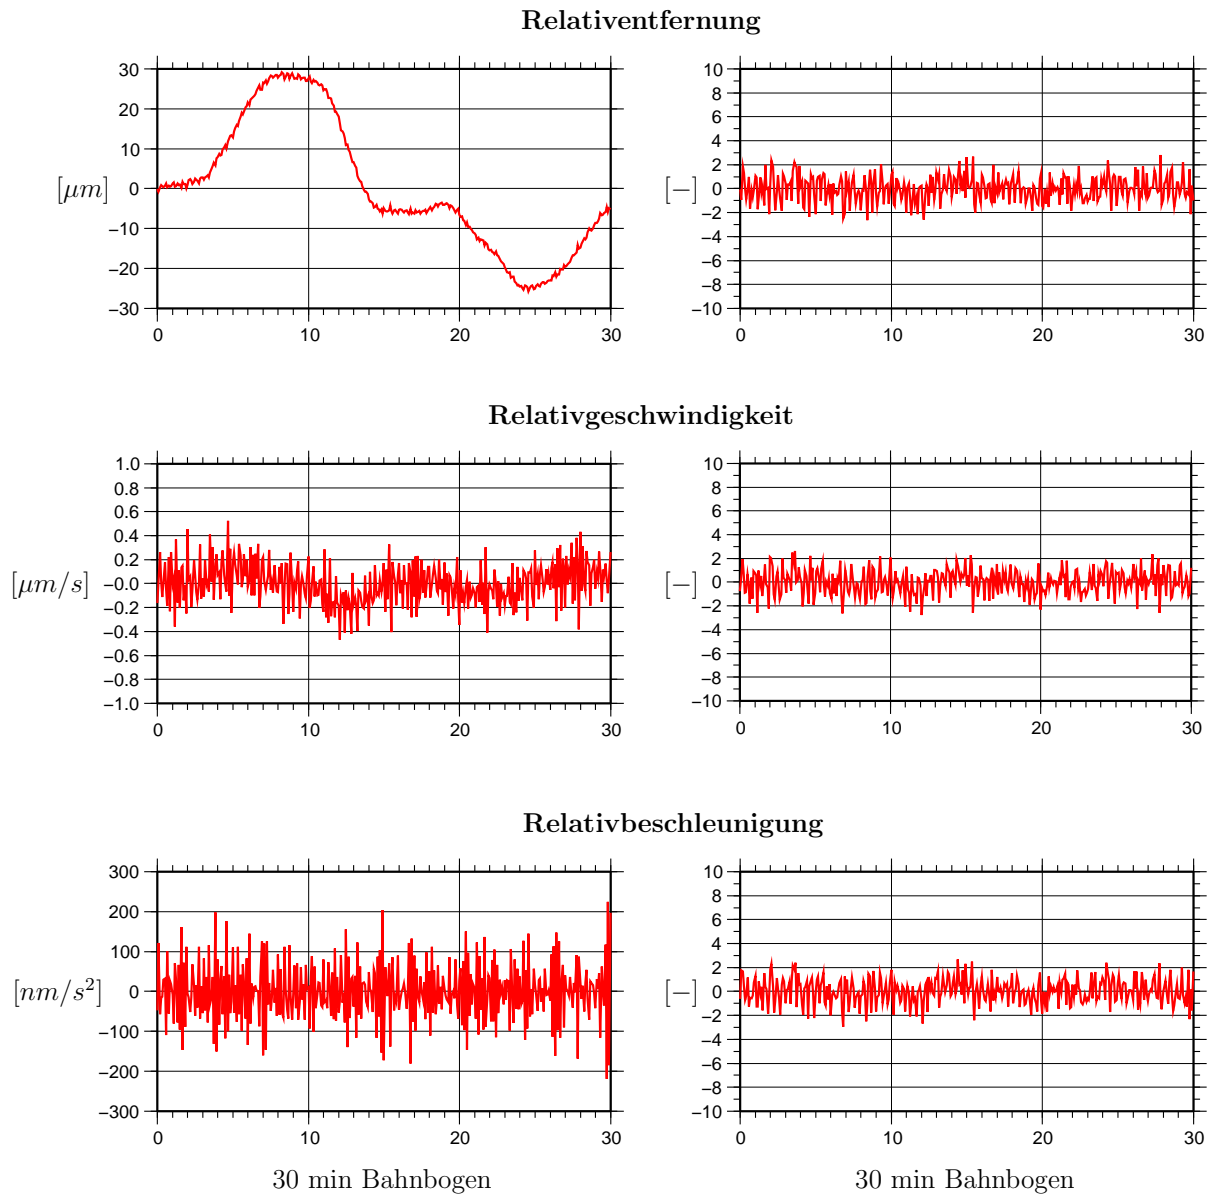 Relativentfernung
30 20 10 0 −10 −20 −30
[μm]
0 10 20 30
10 8 6 4 2 0 −2 −4 −6 −8 −10
[−]
0 10 20 30
Relativgeschwindigkeit
1.0 0.8 0.6 0.4 0.2 −0.0 −0.2 −0.4 −0.6 −0.8 −1.0
[μm/s]
0 10 20 30
10 8 6 4 2 0 −2 −4 −6 −8 −10
[−]
0 10 20 30
Relativbeschleunigung
300 200 100 0 −100 −200 −300
[nm/s²]
0 10 20 30
30 min Bahnbogen
10 8 6 4 2 0 −2 −4 −6 −8 −10
[−]
0 10 20 30
30 min Bahnbogen